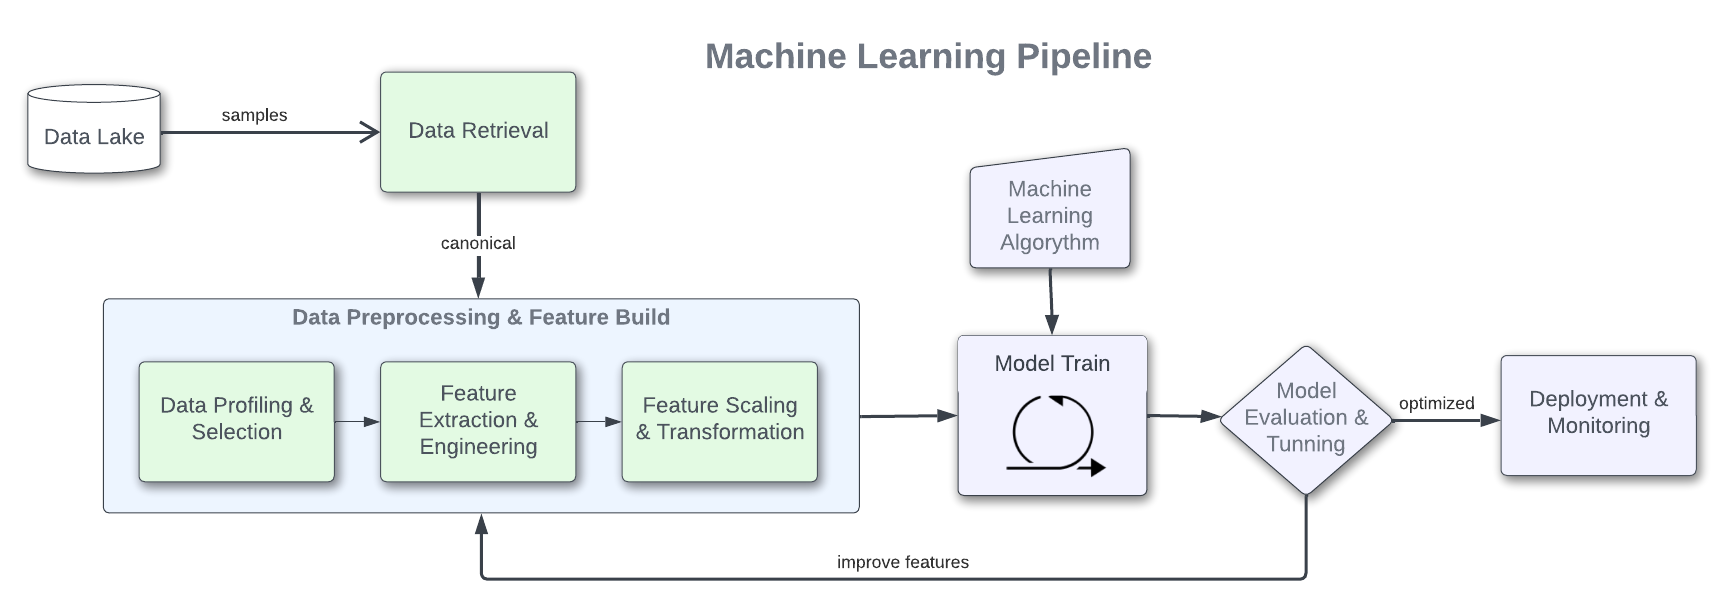 Machine Learning Pipeline
Data Lake
samples
Data Retrieval
canonical
Machine
Learning
Algorythm
Data Preprocessing & Feature Build
Data Profiling &
Selection
Feature
Extraction &
Engineering
Feature Scaling
& Transformation
Model Train
Model
Evaluation &
Tunning
optimized
Deployment &
Monitoring
improve features